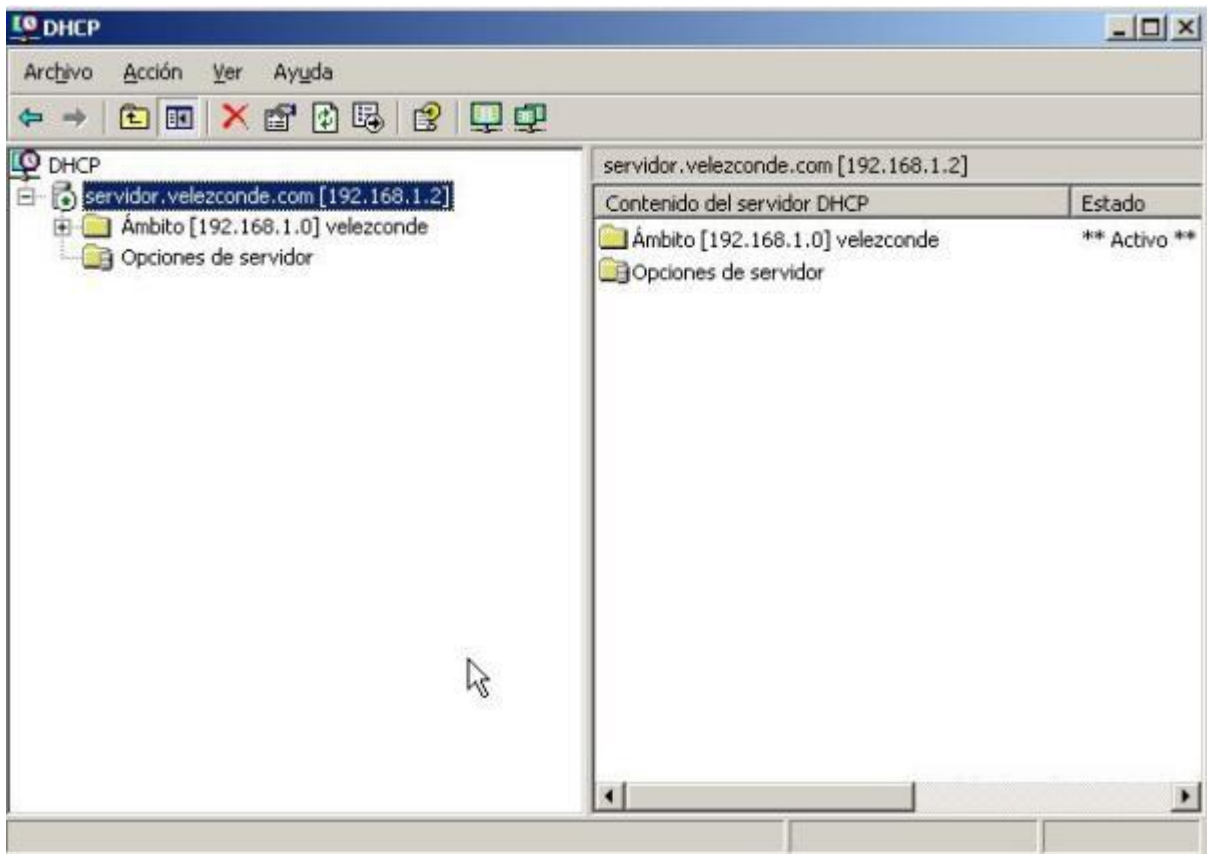 DHCP
Archivo Acción Ver Ayuda
DHCP
servidor.velezconde.com [192.168.1.2]
Ámbito [192.168.1.0] velezconde
Opciones de servidor
servidor.velezconde.com [192.168.1.2]
Contenido del servidor DHCP Estado
Ámbito [192.168.1.0] velezconde ** Activo **
Opciones de servidor